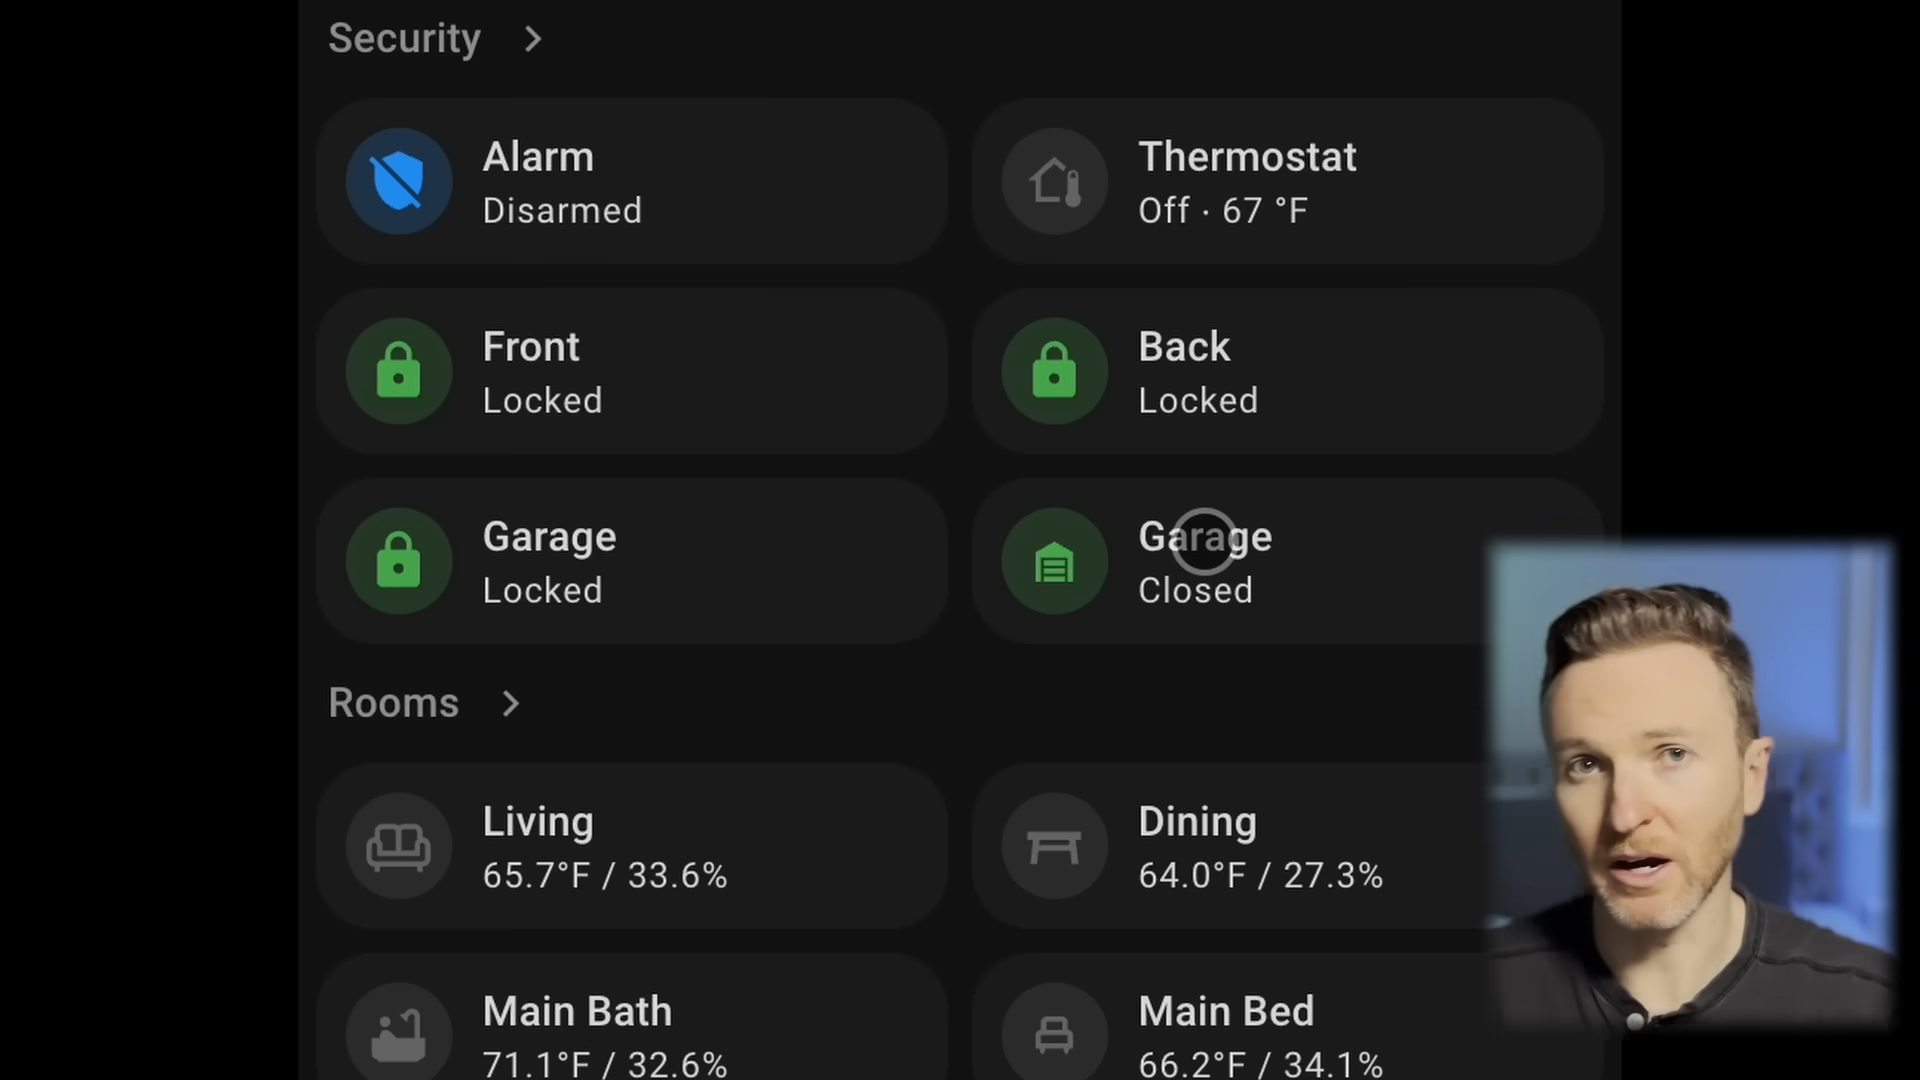 Security
Alarm
Disarmed
Thermostat
Off · 67 °F
Front
Locked
Back
Locked
Garage
Locked
Garage
Closed
Rooms
Living
65.7°F / 33.6%
Dining
64.0°F / 27.3%
Main Bath
71.1°F / 32.6%
Main Bed
66.2°F / 34.1%